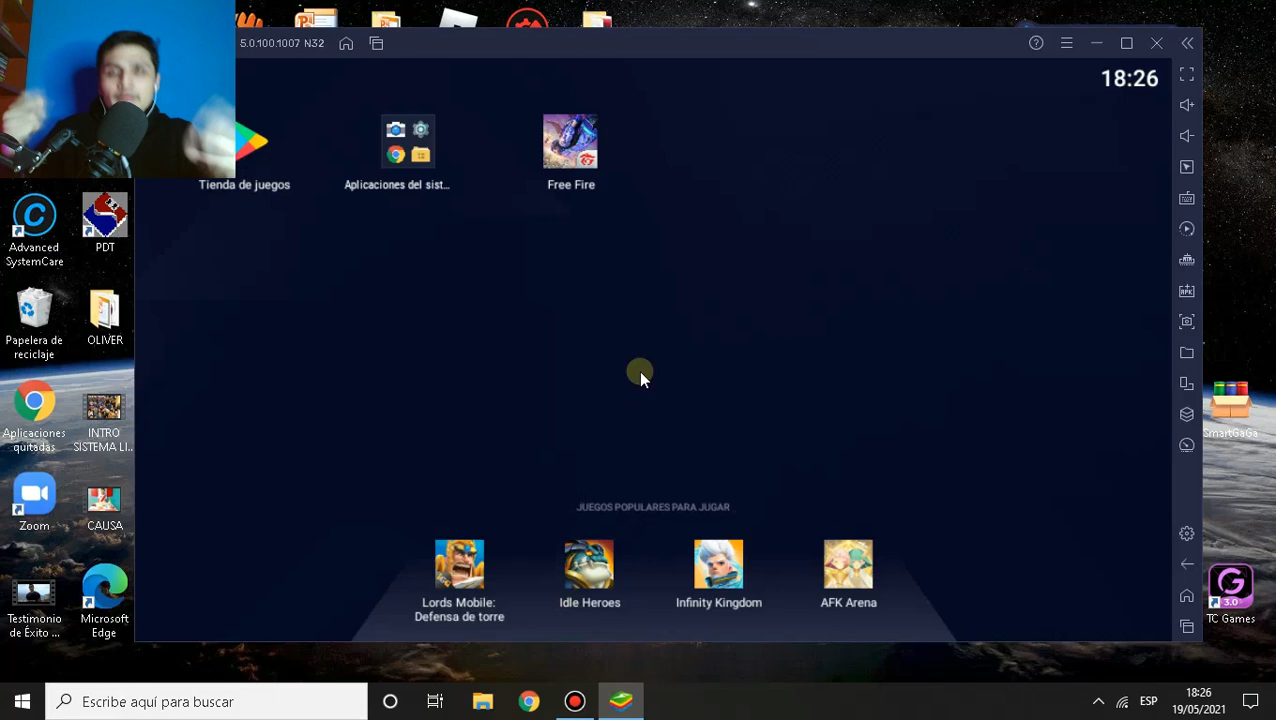 5.0.100.1007 N32
18:26
Tienda de juegos
Aplicaciones del sist...
Free Fire
Advanced
SystemCare
PDT
Papelera de
reciclaje
OLIVER
Aplicaciones
quitadas
INTRO
SISTEMA LI...
Zoom
CAUSA
Testimonio
de Éxito ...
Microsoft
Edge
SmartGaGa
3.0
TC Games
JUEGOS POPULARES PARA JUGAR
Lords Mobile:
Defensa de torre
Idle Heroes
Infinity Kingdom
AFK Arena
Escribe aquí para buscar
ESP
18:26
19/05/2021